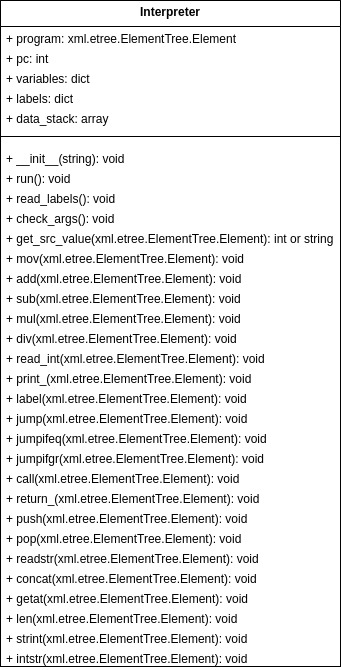 Interpreter
+ program: xml.etree.ElementTree.Element
+ pc: int
+ variables: dict
+ labels: dict
+ data_stack: array
+ __init__(string): void
+ run(): void
+ read_labels(): void
+ check_args(): void
+ get_src_value(xml.etree.ElementTree.Element): int or string
+ mov(xml.etree.ElementTree.Element): void
+ add(xml.etree.ElementTree.Element): void
+ sub(xml.etree.ElementTree.Element): void
+ mul(xml.etree.ElementTree.Element): void
+ div(xml.etree.ElementTree.Element): void
+ read_int(xml.etree.ElementTree.Element): void
+ print_(xml.etree.ElementTree.Element): void
+ label(xml.etree.ElementTree.Element): void
+ jump(xml.etree.ElementTree.Element): void
+ jumpifeq(xml.etree.ElementTree.Element): void
+ jumpifgr(xml.etree.ElementTree.Element): void
+ call(xml.etree.ElementTree.Element): void
+ return_(xml.etree.ElementTree.Element): void
+ push(xml.etree.ElementTree.Element): void
+ pop(xml.etree.ElementTree.Element): void
+ readstr(xml.etree.ElementTree.Element): void
+ concat(xml.etree.ElementTree.Element): void
+ getat(xml.etree.ElementTree.Element): void
+ len(xml.etree.ElementTree.Element): void
+ strint(xml.etree.ElementTree.Element): void
+ intstr(xml.etree.ElementTree.Element): void